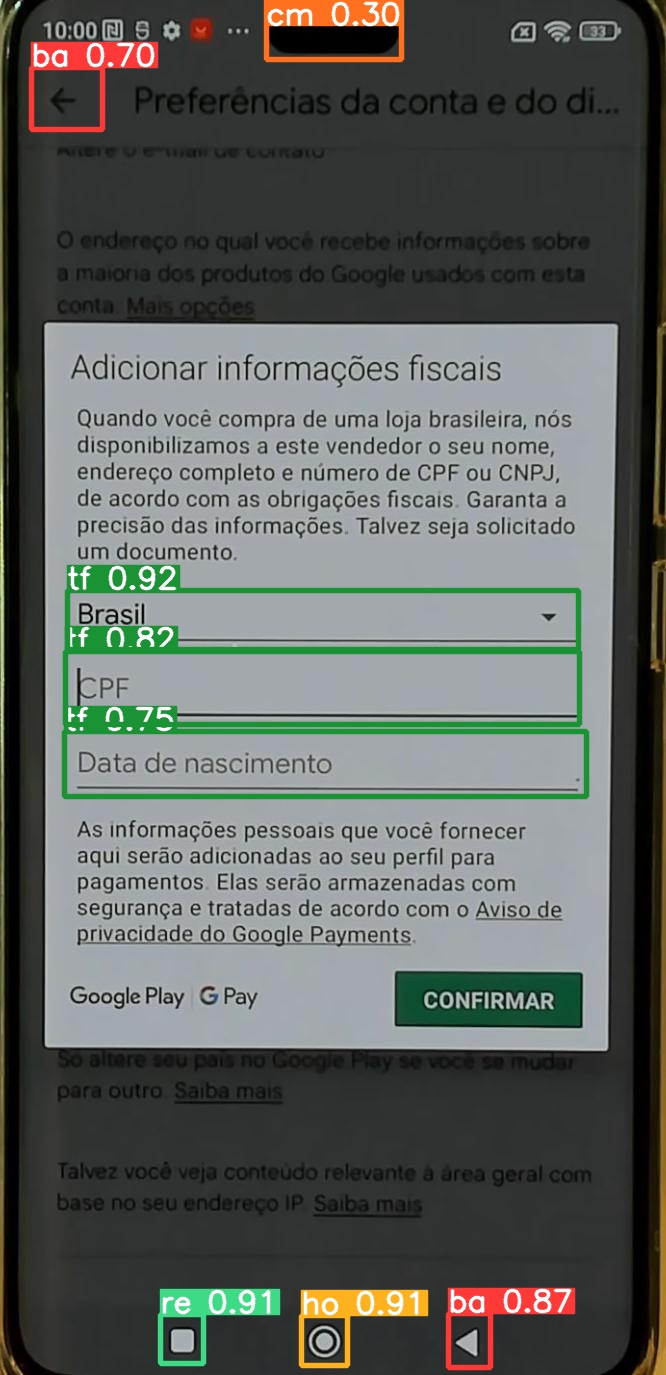 cm 0.30
10:00
33
ba 0.70
Preferências da conta e do di...
Altere o e-mail de contato
O endereço no qual você recebe informações sobre
a maioria dos produtos do Google usados com esta
conta. Mais opções
Adicionar informações fiscais
Quando você compra de uma loja brasileira, nós
disponibilizamos a este vendedor o seu nome,
endereço completo e número de CPF ou CNPJ,
de acordo com as obrigações fiscais. Garanta a
precisão das informações. Talvez seja solicitado
um documento.
tf 0.92
Brasil
tf 0.82
CPF
tf 0.75
Data de nascimento
As informações pessoais que você fornecer
aqui serão adicionadas ao seu perfil para
pagamentos. Elas serão armazenadas com
segurança e tratadas de acordo com o Aviso de
privacidade do Google Payments.
Google Play | G Pay
CONFIRMAR
Só altere seu país no Google Play se você se mudar
para outro. Saiba mais
Talvez você veja conteúdo relevante à área geral com
base no seu endereço IP. Saiba mais
re 0.91
ho 0.91
ba 0.87